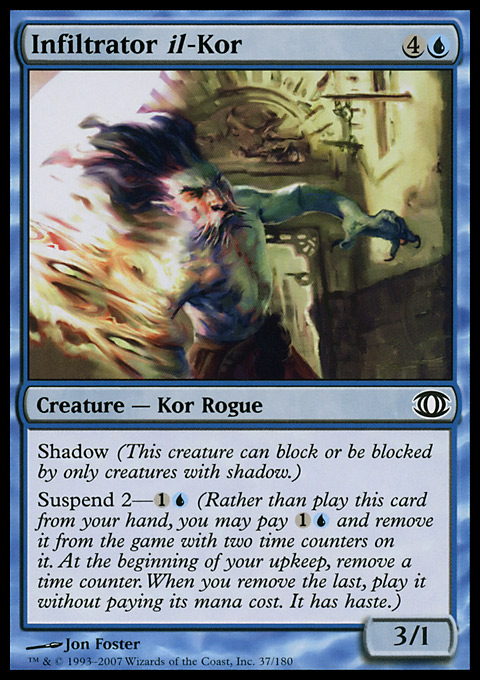 Infiltrator il-Kor 4
Creature — Kor Rogue
Shadow (This creature can block or be blocked
by only creatures with shadow.)
Suspend 2—1 (Rather than play this card
from your hand, you may pay 1 and remove
it from the game with two time counters on
it. At the beginning of your upkeep, remove a
time counter. When you remove the last, play it
without paying its mana cost. It has haste.)
3/1
Jon Foster
™ & © 1993–2007 Wizards of the Coast, Inc. 37/180